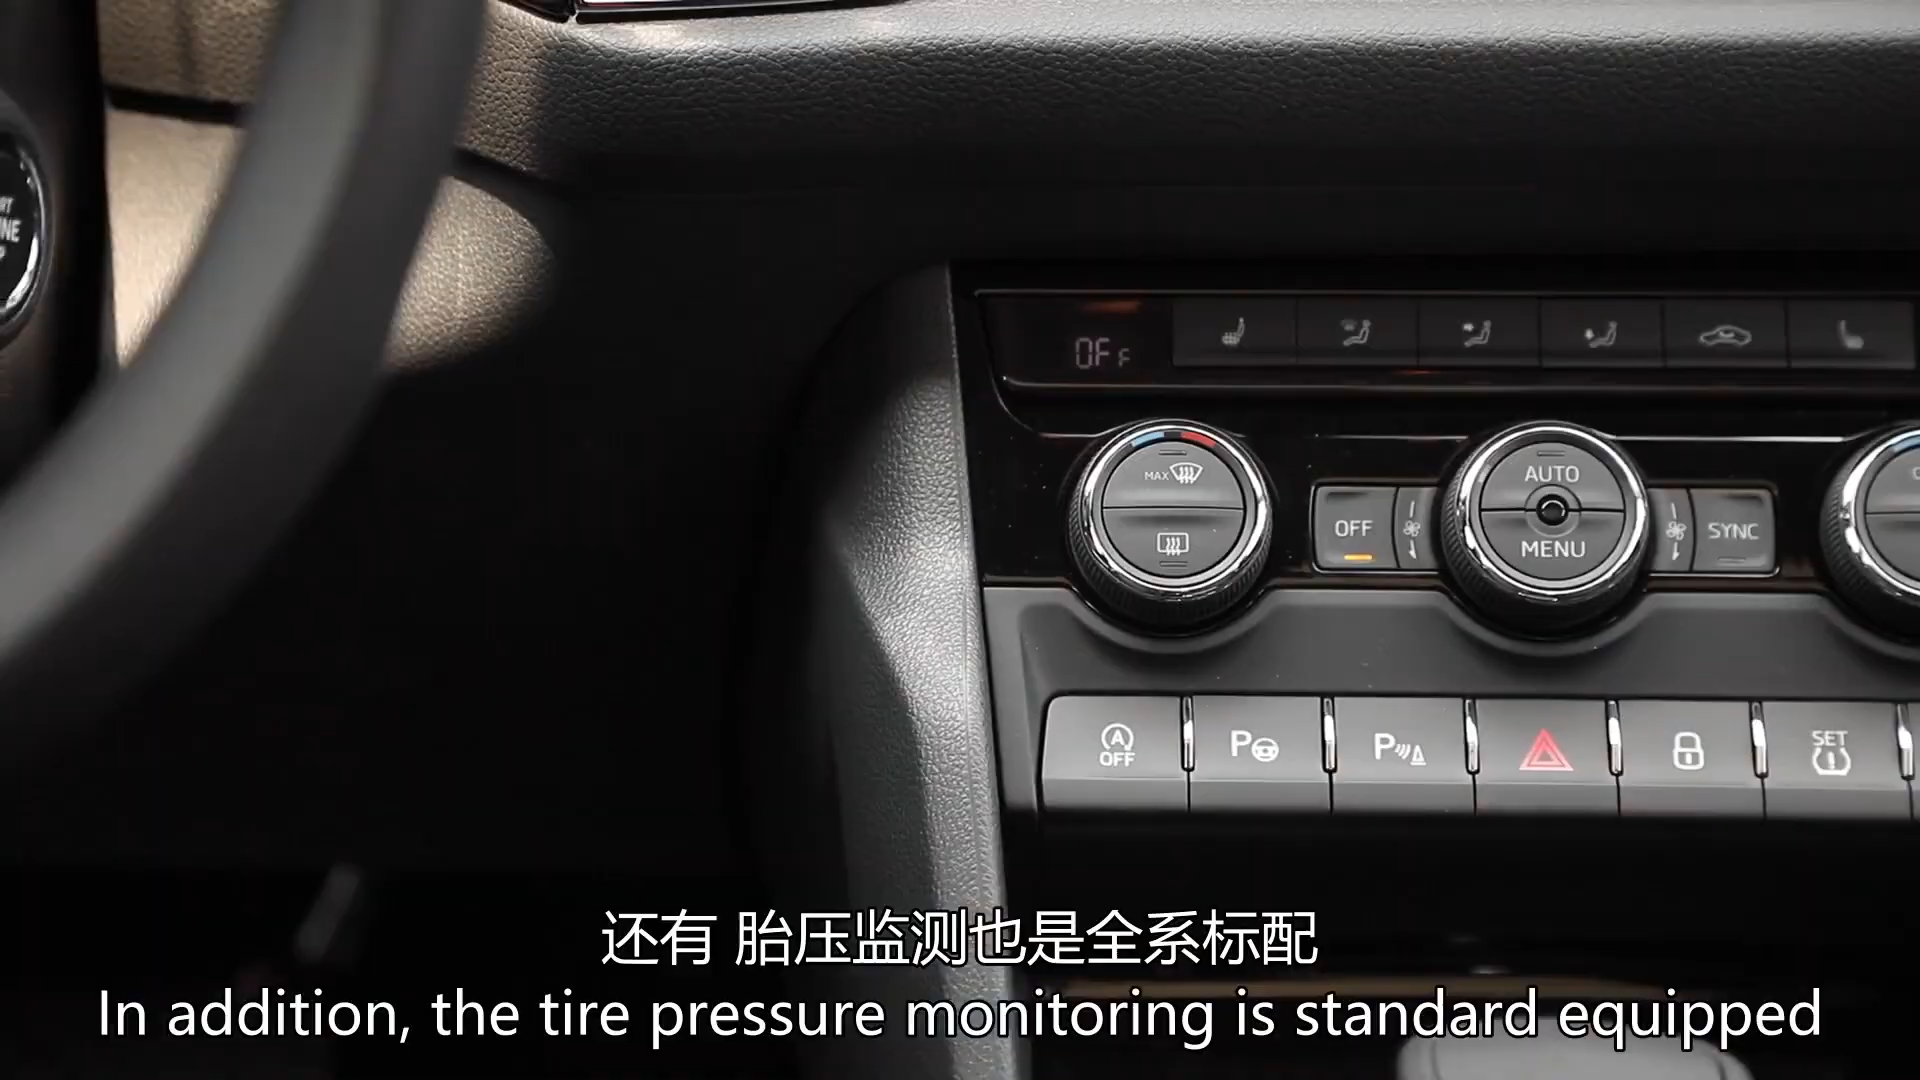 OFF
MAX
AUTO
MENU
OFF
SYNC
A
OFF
P
P
SET
还有 胎压监测也是全系标配
In addition, the tire pressure monitoring is standard equipped